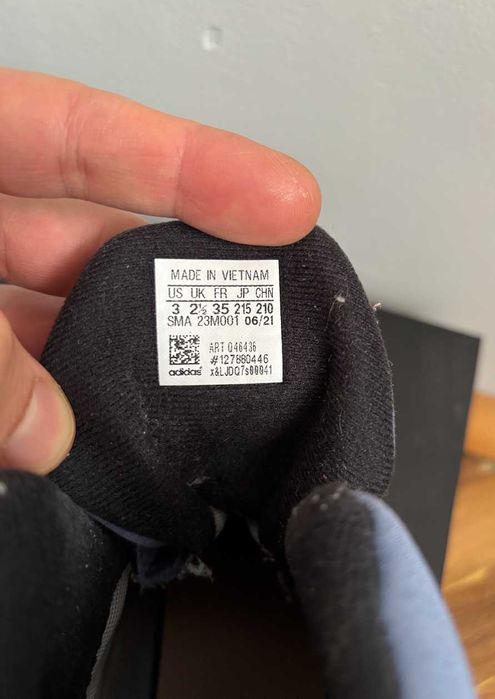 MADE IN VIETNAM
US UK FR JP CHN
3 2½ 35 215 210
SMA 23M001 06/21
ART Q46436
#127880446
adidas® x&LJDQ7s00041